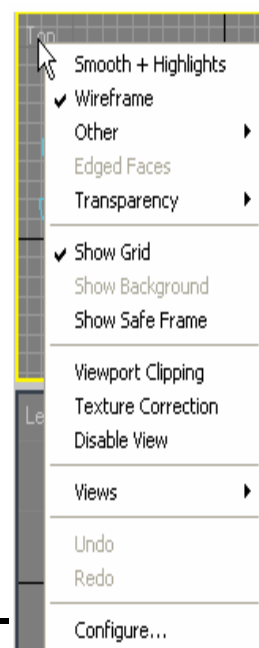 Top
Smooth + Highlights
Wireframe
Other
Edged Faces
Transparency
Show Grid
Show Background
Show Safe Frame
Viewport Clipping
Texture Correction
Disable View
Le
Views
Undo
Redo
Configure...